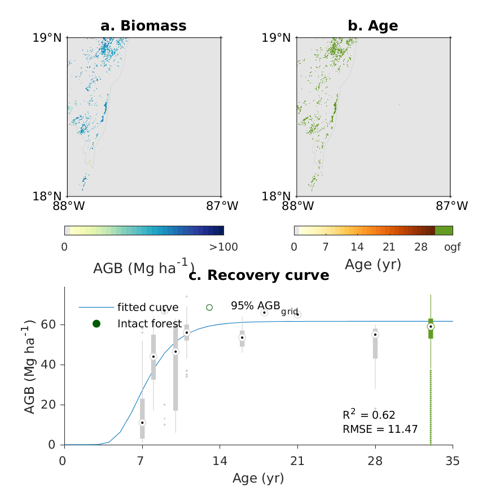 a. Biomass
b. Age
19°N
19°N
18°N
18°N
88°W
87°W
88°W
87°W
0
>100
0
7
14
21
28
ogf
AGB (Mg ha⁻¹)
Age (yr)
c. Recovery curve
fitted curve
95% AGB grid
Intact forest
60
40
20
0
AGB (Mg ha⁻¹)
R² = 0.62
RMSE = 11.47
0
7
14
21
28
35
Age (yr)